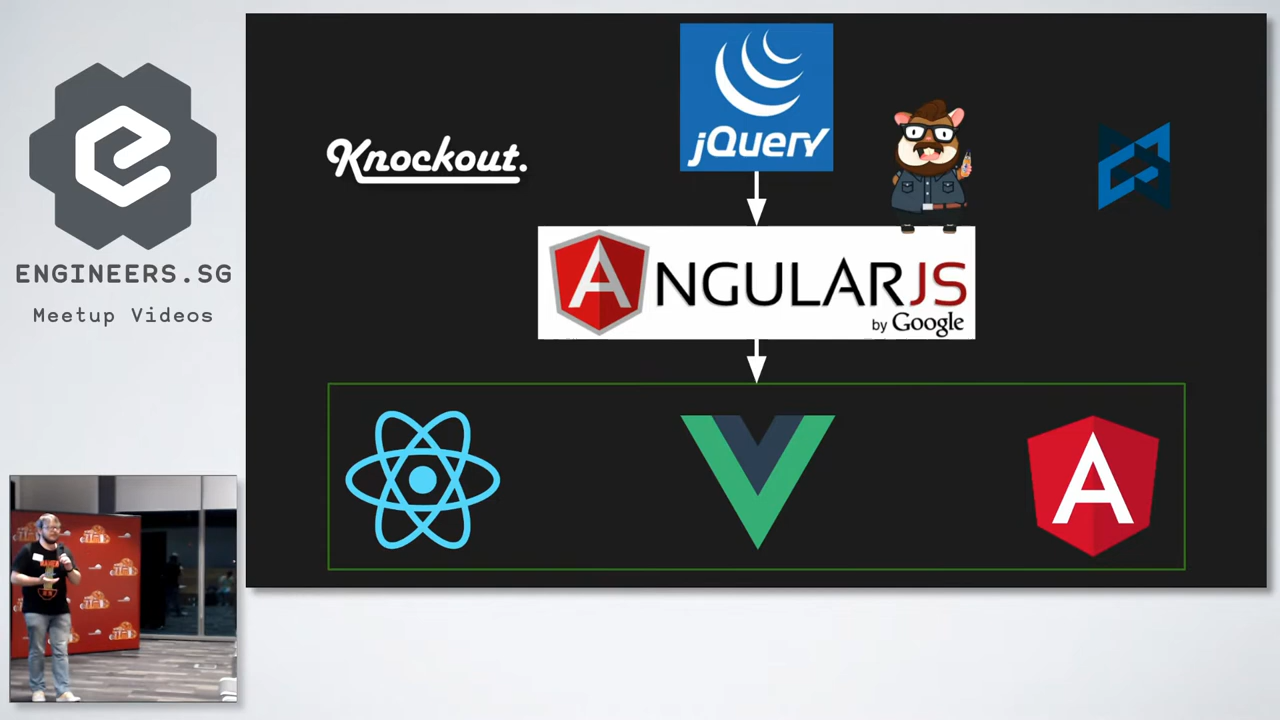 ENGINEERS.SG
Meetup Videos
Knockout.
jQuery
ANGULARJS
by Google
A